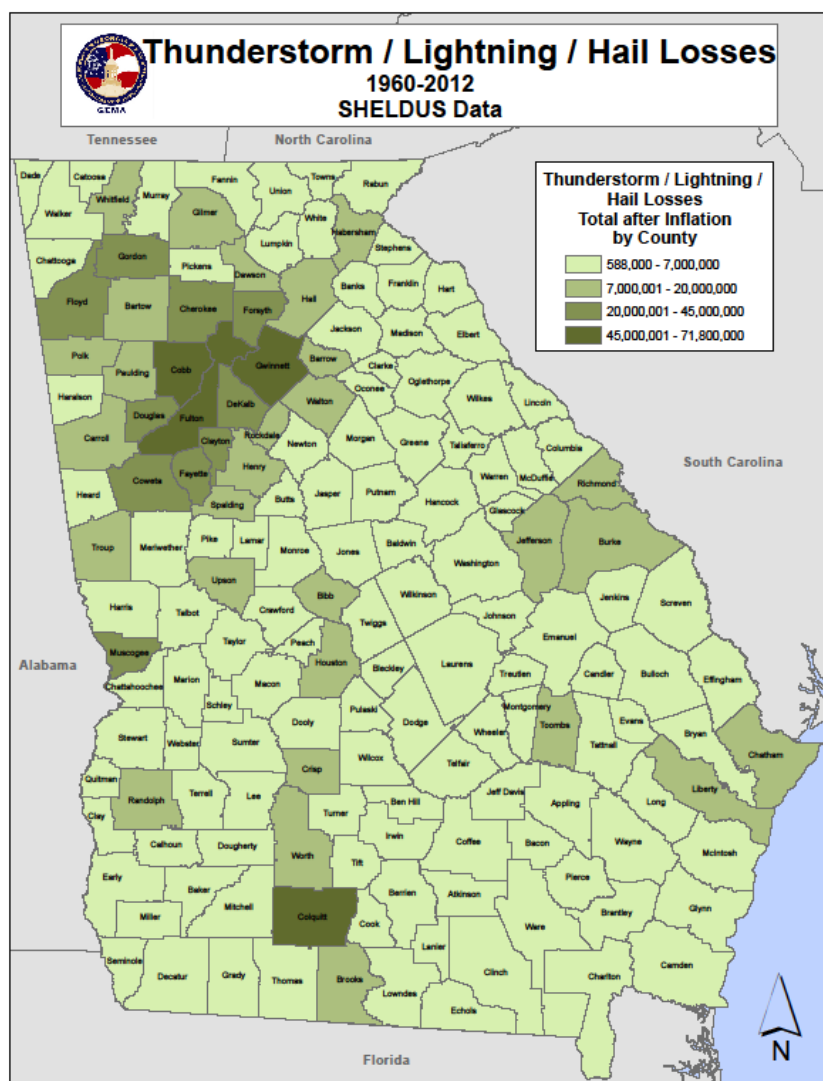 Thunderstorm / Lightning / Hail Losses
1960-2012
SHELDUS Data
GEMA
Tennessee
North Carolina
Thunderstorm / Lightning /
Hail Losses
Total after Inflation
by County
588,000 - 7,000,000
7,000,001 - 20,000,000
20,000,001 - 45,000,000
45,000,001 - 71,800,000
Dade
Catoosa
Whitfield
Murray
Fannin
Union
Towns
Rabun
Walker
Gilmer
White
Habersham
Lumpkin
Stephens
Chattooga
Gordon
Pickens
Dawson
Banks
Franklin
Hart
Floyd
Bartow
Cherokee
Forsyth
Hall
Jackson
Madison
Elbert
Polk
Paulding
Cobb
Gwinnett
Barrow
Clarke
Oconee
Oglethorpe
Haralson
Douglas
Fulton
DeKalb
Walton
Wilkes
Lincoln
Carroll
Clayton
Rockdale
Newton
Morgan
Greene
Taliaferro
Columbia
South Carolina
Heard
Coweta
Fayette
Henry
Spalding
Butts
Jasper
Putnam
Hancock
Warren
McDuffie
Glascock
Richmond
Troup
Meriwether
Pike
Lamar
Monroe
Jones
Baldwin
Washington
Jefferson
Burke
Upson
Bibb
Wilkinson
Jenkins
Screven
Harris
Talbot
Crawford
Twiggs
Johnson
Emanuel
Alabama
Muscogee
Taylor
Peach
Houston
Bleckley
Laurens
Treutlen
Candler
Bulloch
Effingham
Chattahoochee
Marion
Macon
Schley
Dooly
Pulaski
Dodge
Wheeler
Montgomery
Toombs
Evans
Tattnall
Bryan
Chatham
Stewart
Webster
Sumter
Crisp
Wilcox
Telfair
Liberty
Quitman
Randolph
Terrell
Lee
Turner
Ben Hill
Jeff Davis
Appling
Long
Clay
Calhoun
Dougherty
Worth
Tift
Irwin
Coffee
Bacon
Wayne
McIntosh
Early
Baker
Mitchell
Berrien
Atkinson
Pierce
Brantley
Glynn
Miller
Colquitt
Cook
Ware
Seminole
Decatur
Grady
Thomas
Brooks
Lanier
Lowndes
Clinch
Echols
Charlton
Camden
Florida
N